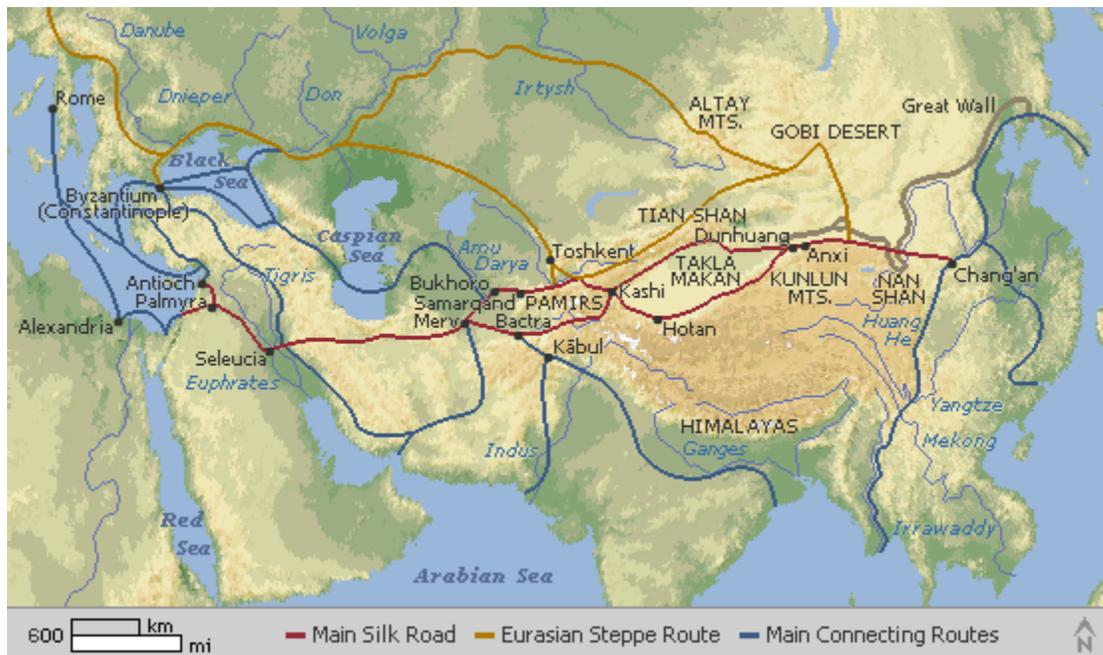 Danube
Volga
Rome
Dnieper
Don
Irtysh
ALTAY
MTS.
Great Wall
GOBI DESERT
Black
Sea
Byzantium
(Constantinople)
TIAN SHAN
Caspian
Sea
Dunhuang
Amu
Darya
Toshkent
Anxi
TAKLA
MAKAN
Tigris
Antioch
Palmyra
Bukhoro
Samarqand
PAMIRS
Kashi
KUNLUN
MTS.
NAN
SHAN
Chang'an
Alexandria
Merv
Bactra
Hotan
Huang
He
Seleucia
Kābul
Euphrates
HIMALAYAS
Yangtze
Indus
Ganges
Mekong
Red
Sea
Irrawaddy
Arabian Sea
600 km
mi
Main Silk Road
Eurasian Steppe Route
Main Connecting Routes
N